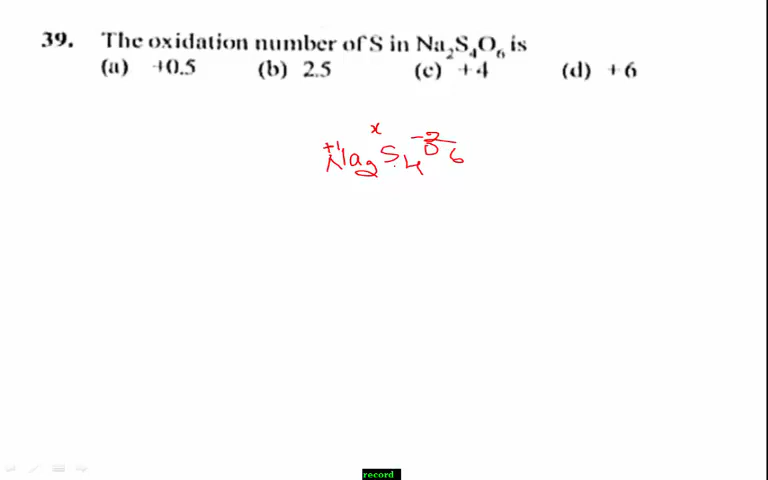 39. The oxidation number of S in Na₂S₄O₆ is
(a) +0.5 (b) 2.5 (c) +4 (d) +6
+1 x -2
Na₂ S₄ O₆
record